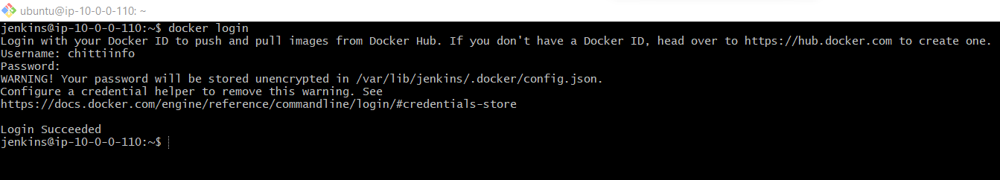 ubuntu@ip-10-0-0-110: ~
jenkins@ip-10-0-0-110:~$ docker login
Login with your Docker ID to push and pull images from Docker Hub. If you don't have a Docker ID, head over to https://hub.docker.com to create one.
Username: chittiinfo
Password:
WARNING! Your password will be stored unencrypted in /var/lib/jenkins/.docker/config.json.
Configure a credential helper to remove this warning. See
https://docs.docker.com/engine/reference/commandline/login/#credentials-store
Login Succeeded
jenkins@ip-10-0-0-110:~$